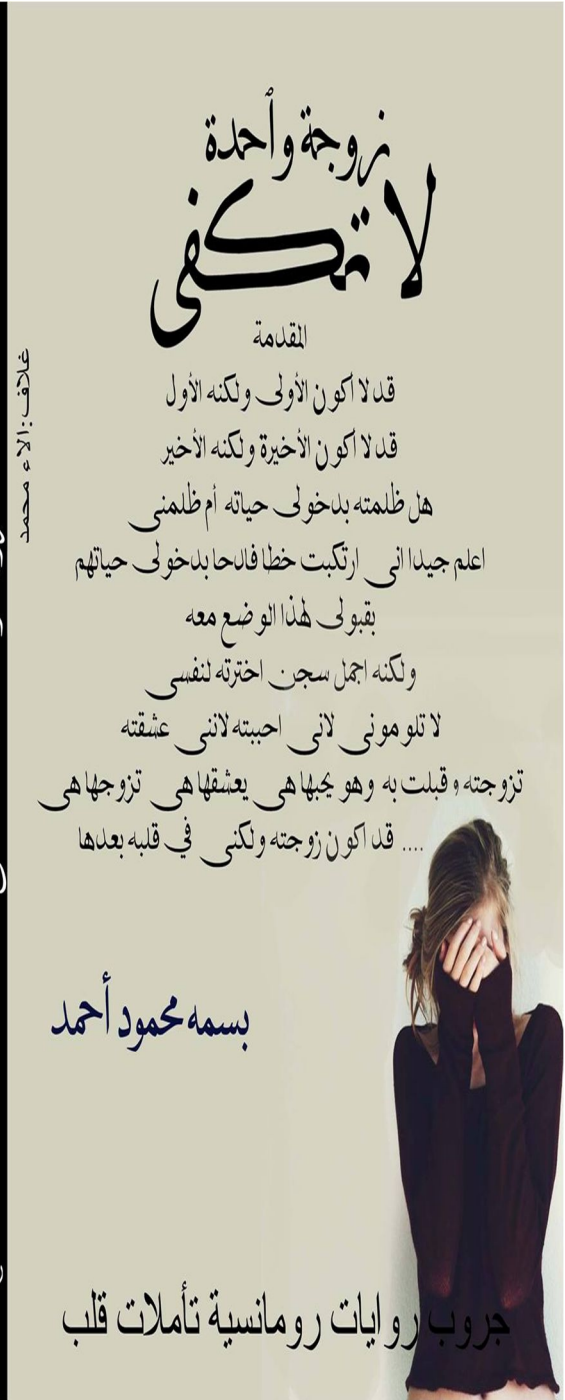 زوجة وأحدة
لا تكفى
المقدمة
قد لا اكون الأولى ولكنه الأول
قد لا اكون الأخيرة ولكنه الأخير
هل ظلمته بدخولى حياته أم ظلمنى
اعلم جيدا انى ارتكبت خطا فادحا بدخولى حياتهم
بقبولى لهذا الوضع معه
ولكنه اجمل سجن اخترته لنفسى
لا تلومونى لانى احببته لاننى عشقته
تزوجته وقبلت به وهو يحبها هى يعشقها هى تزوجها هى
.... قد اكون زوجته ولكنى في قلبه بعدها
غلاف:الاء محمد
بسمه محمود أحمد
جروب روايات رومانسية تأملات قلب